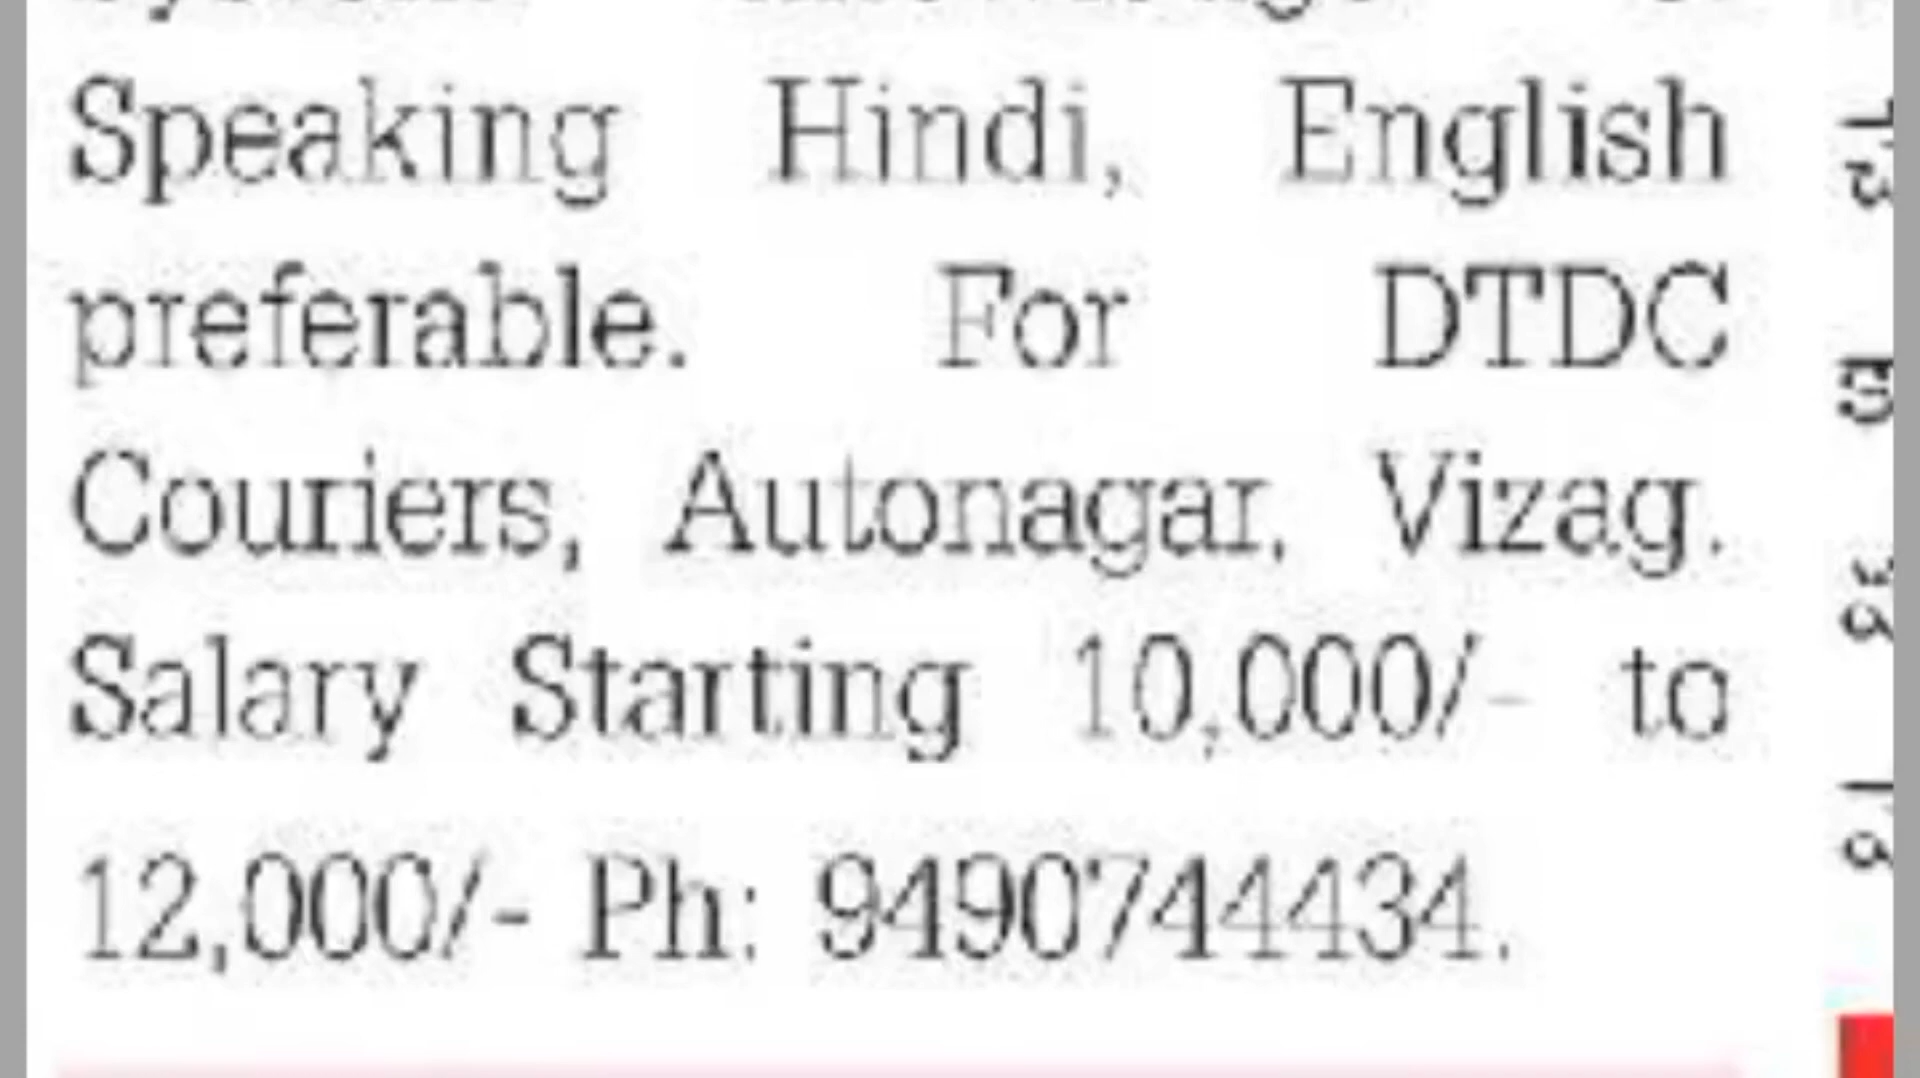 Speaking Hindi, English
preferable. For DTDC
Couriers, Autonagar, Vizag.
Salary Starting 10,000/- to
12,000/- Ph: 9490744434.